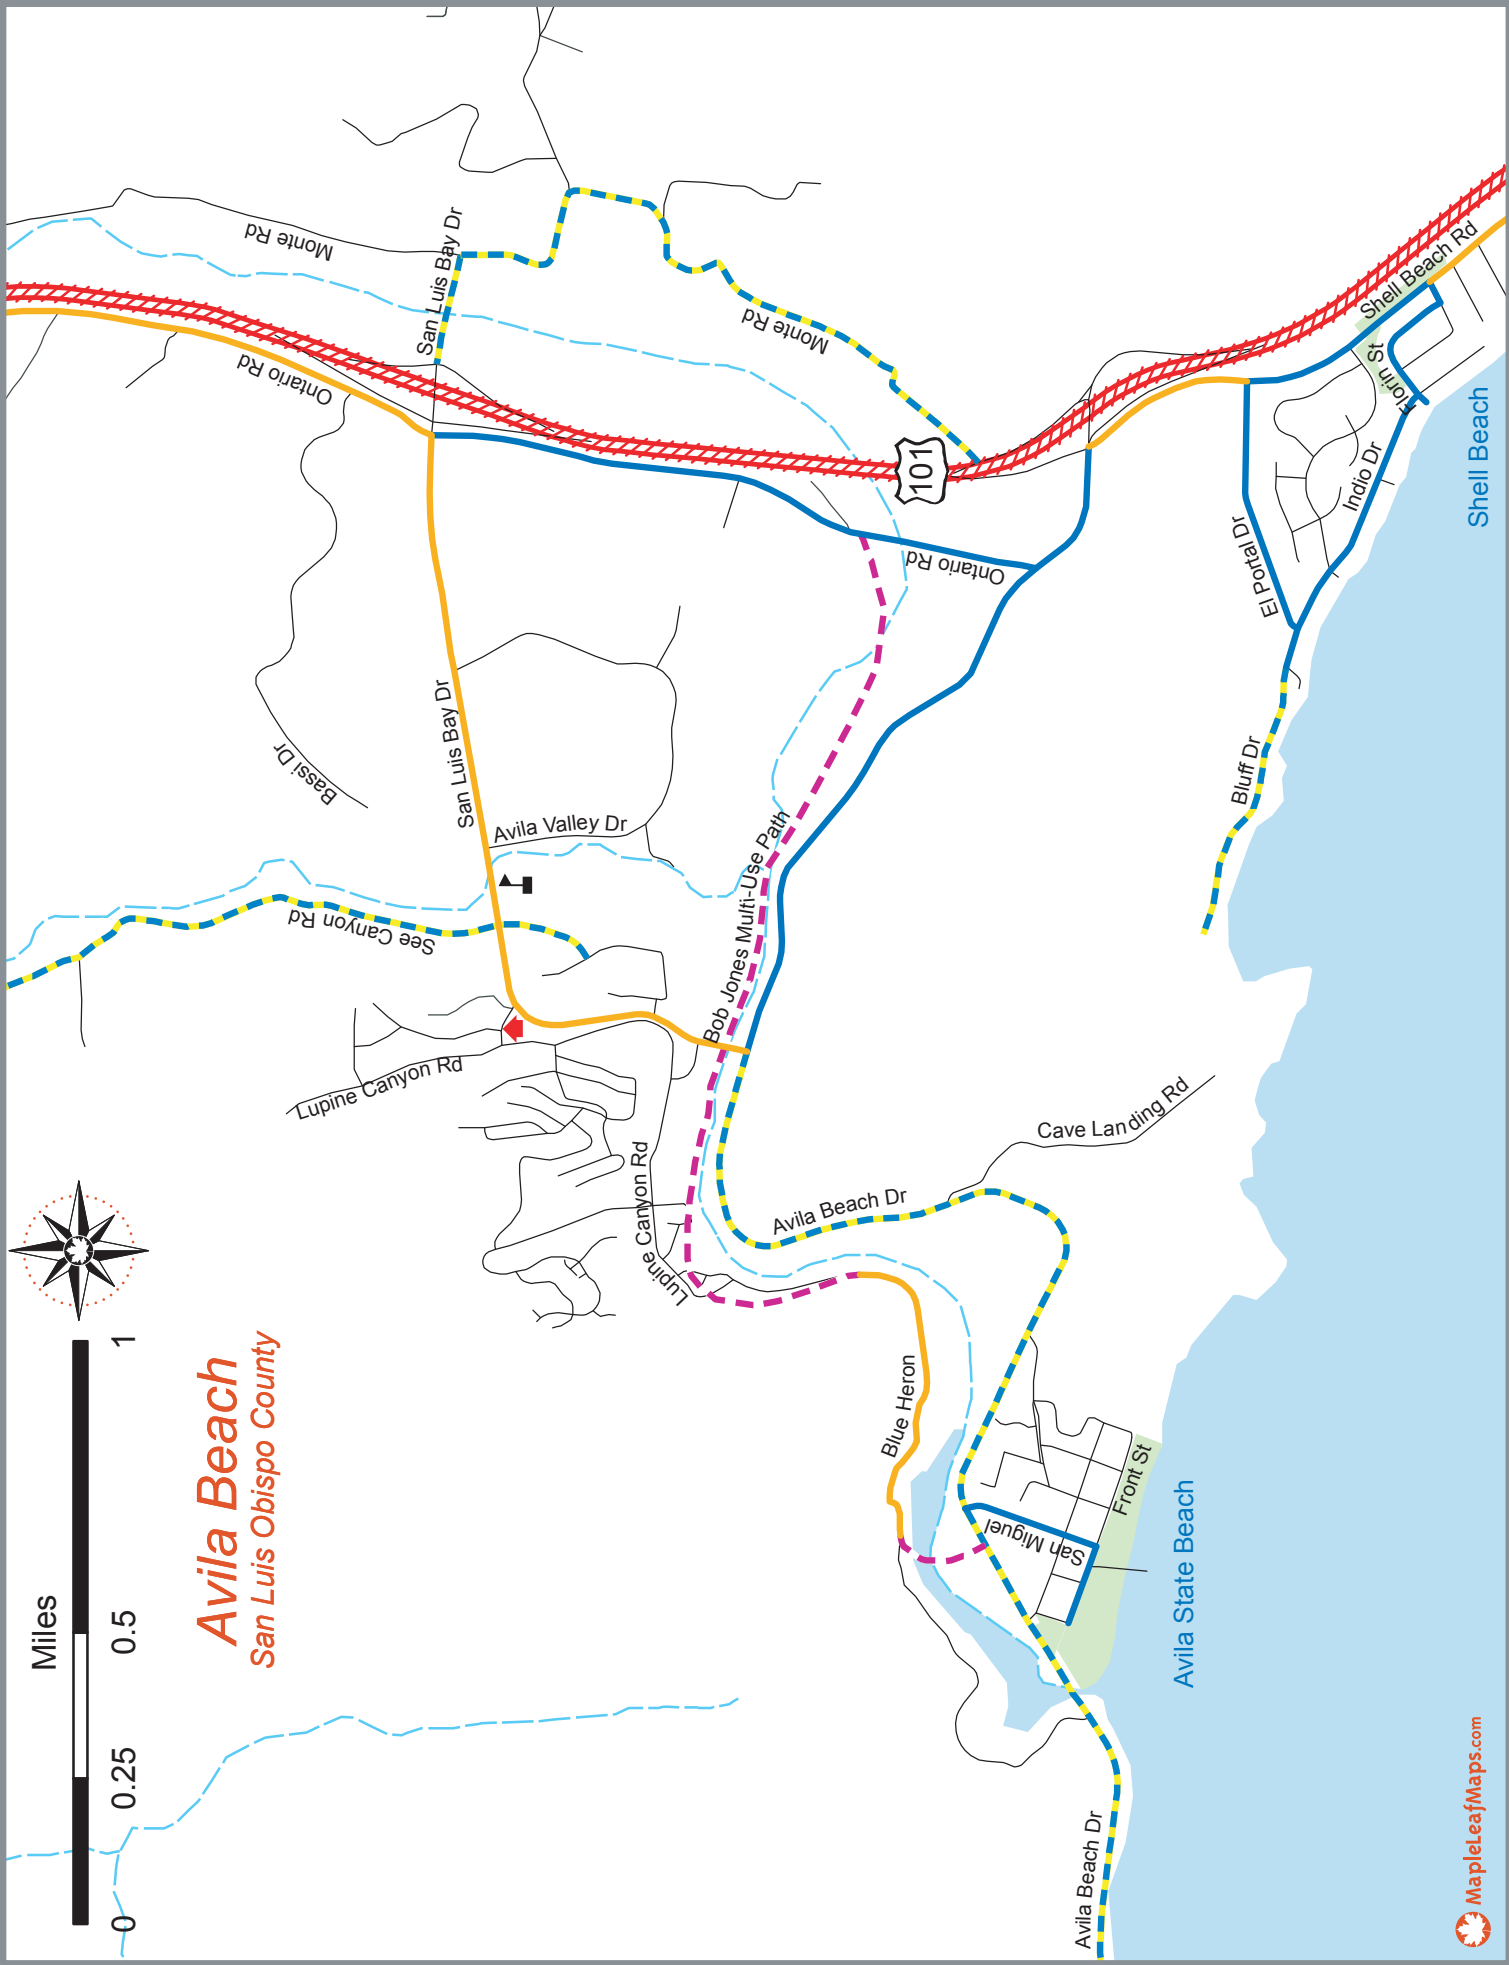 Miles
0
0.25
0.5
1
Avila Beach
San Luis Obispo County
Monte Rd
San Luis Bay Dr
Ontario Rd
Monte Rd
101
Ontario Rd
San Luis Bay Dr
Bassi Dr
Avila Valley Dr
See Canyon Rd
Bob Jones Multi-Use Path
Lupine Canyon Rd
Lupine Canyon Rd
Avila Beach Dr
Cave Landing Rd
Blue Heron
San Miguel
Front St
Avila Beach Dr
Avila State Beach
Shell Beach Rd
Florin St
Indio Dr
El Portal Dr
Bluff Dr
Shell Beach
MapleLeafMaps.com